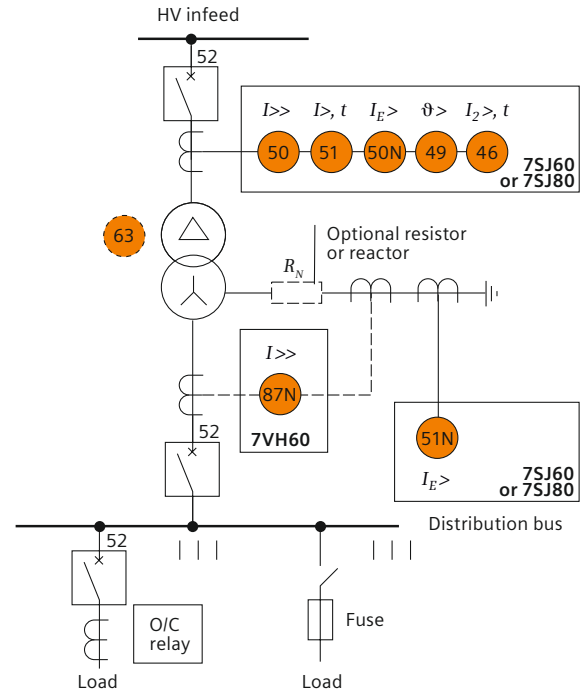 HV infeed
52
I>> I>, t I_E> ϑ> I_2>, t
50 51 50N 49 46
7SJ60
or 7SJ80
63
Optional resistor
or reactor
R_N
I>>
87N
7VH60
52
51N
I_E>
7SJ60
or 7SJ80
Distribution bus
52
O/C
relay
Fuse
Load
Load